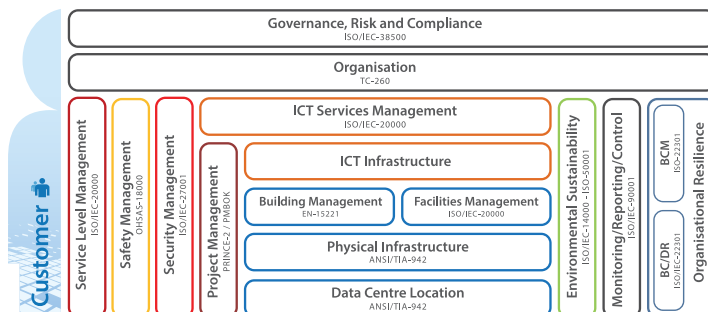 Governance, Risk and Compliance
ISO/IEC-38500
Organisation
TC-260
Customer
Service Level Management
ISO/IEC-20000
Safety Management
OHSAS-18000
Security Management
ISO/IEC-27001
ICT Services Management
ISO/IEC-20000
Project Management
PRINCE-2 / PMBOK
ICT Infrastructure
Building Management
EN-15221
Facilities Management
ISO/IEC-20000
Physical Infrastructure
ANSI/TIA-942
Data Centre Location
ANSI/TIA-942
Environmental Sustainability
ISO/IEC-14000 - ISO-50001
Monitoring/Reporting/Control
ISO/IEC-90001
BCM
ISO-22301
BC/DR
ISO/IEC-22301
Organisational Resilience